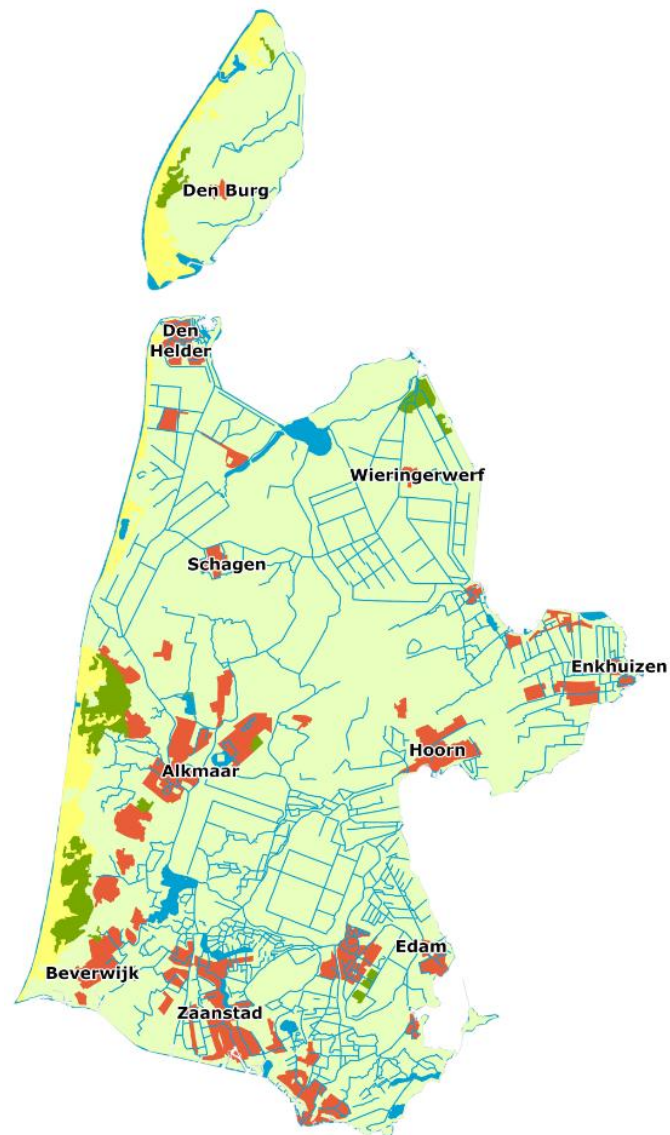 Den Burg
Den
Helder
Wieringerwerf
Schagen
Enkhuizen
Hoorn
Alkmaar
Edam
Beverwijk
Zaanstad